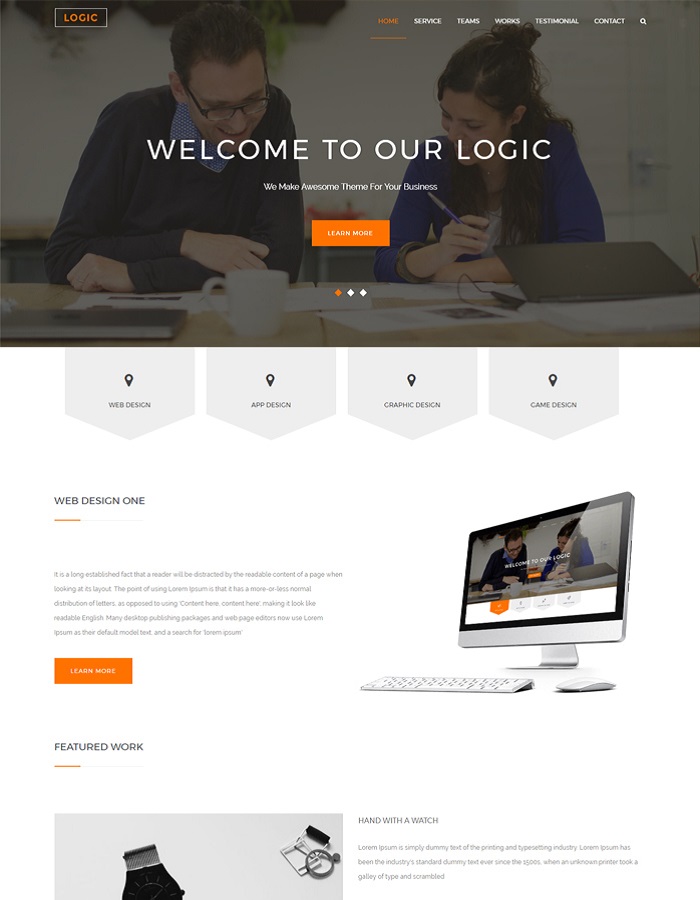 LOGIC
HOME SERVICE TEAMS WORKS TESTIMONIAL CONTACT
WELCOME TO OUR LOGIC
We Make Awesome Theme For Your Business
LEARN MORE
WEB DESIGN
APP DESIGN
GRAPHIC DESIGN
GAME DESIGN
WEB DESIGN ONE
It is a long established fact that a reader will be distracted by the readable content of a page when
looking at its layout. The point of using Lorem Ipsum is that it has a more-or-less normal
distribution of letters, as opposed to using 'Content here, content here', making it look like
readable English. Many desktop publishing packages and web page editors now use Lorem
Ipsum as their default model text, and a search for 'lorem ipsum'
LEARN MORE
WELCOME TO OUR LOGIC
FEATURED WORK
HAND WITH A WATCH
Lorem Ipsum is simply dummy text of the printing and typesetting industry. Lorem Ipsum has
been the industry's standard dummy text ever since the 1500s, when an unknown printer took a
galley of type and scrambled